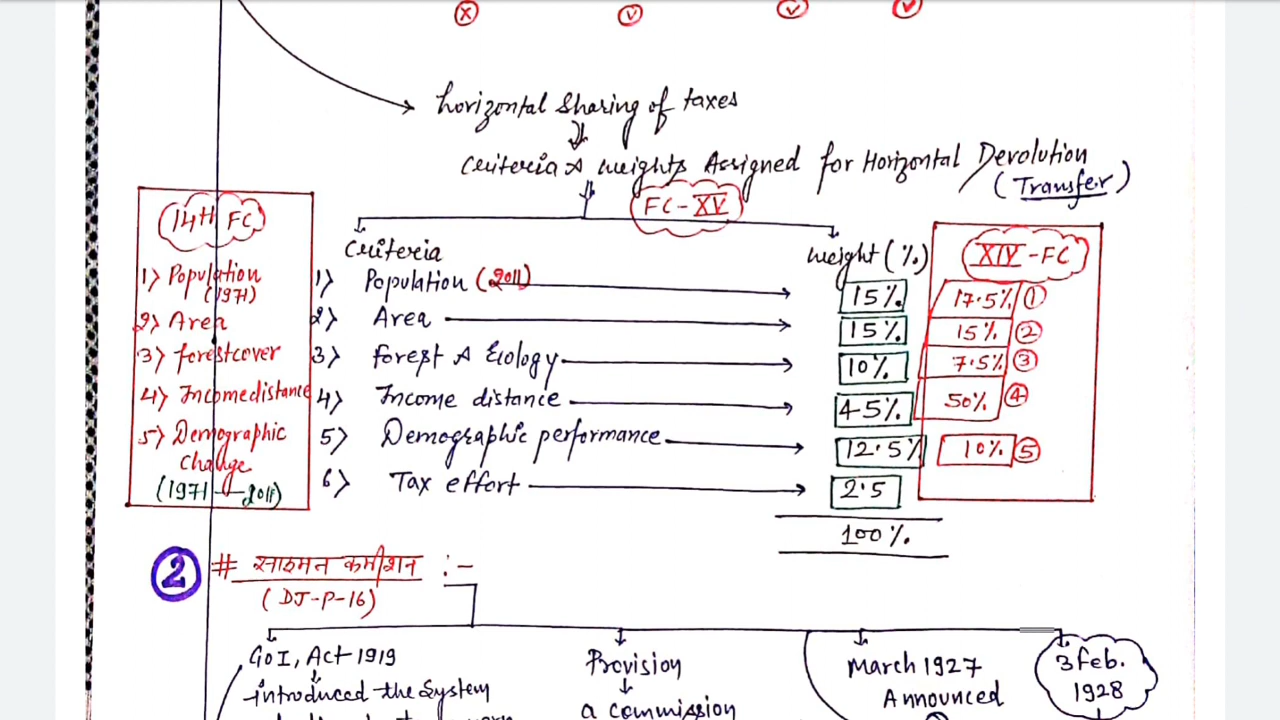 Horizontal Sharing of taxes
Criteria & weights Assigned for Horizontal Devolution
(Transfer)
FC-XV
14th FC
1) Population
(1971)
2) Area
3) forestcover
4) Incomedistance
5) Demographic
change
(1971 — 2011)
Criteria
weight (%)
1) Population (2011) 15%
2) Area 15%
3) Forest & Ecology 10%
4) Income distance 45%
5) Demographic performance 12.5%
6) Tax effort 2.5
100%
XIV-FC
17.5% ①
15% ②
7.5% ③
50% ④
10% ⑤
② # साइमन कमीशन :-
(DJ-P-16)
GoI, Act 1919
introduced the System
Provision
a commission
March 1927
Announced
3 Feb.
1928